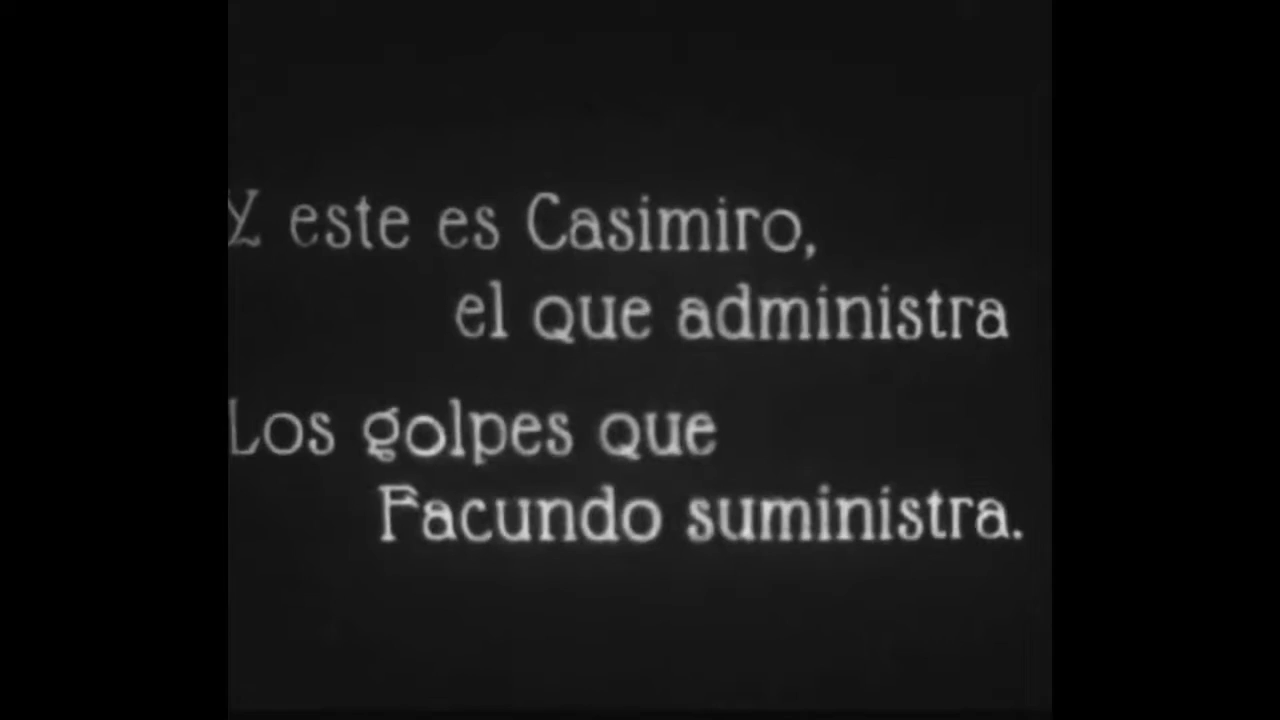 Y este es Casimiro,
el que administra
Los golpes que
Facundo suministra.